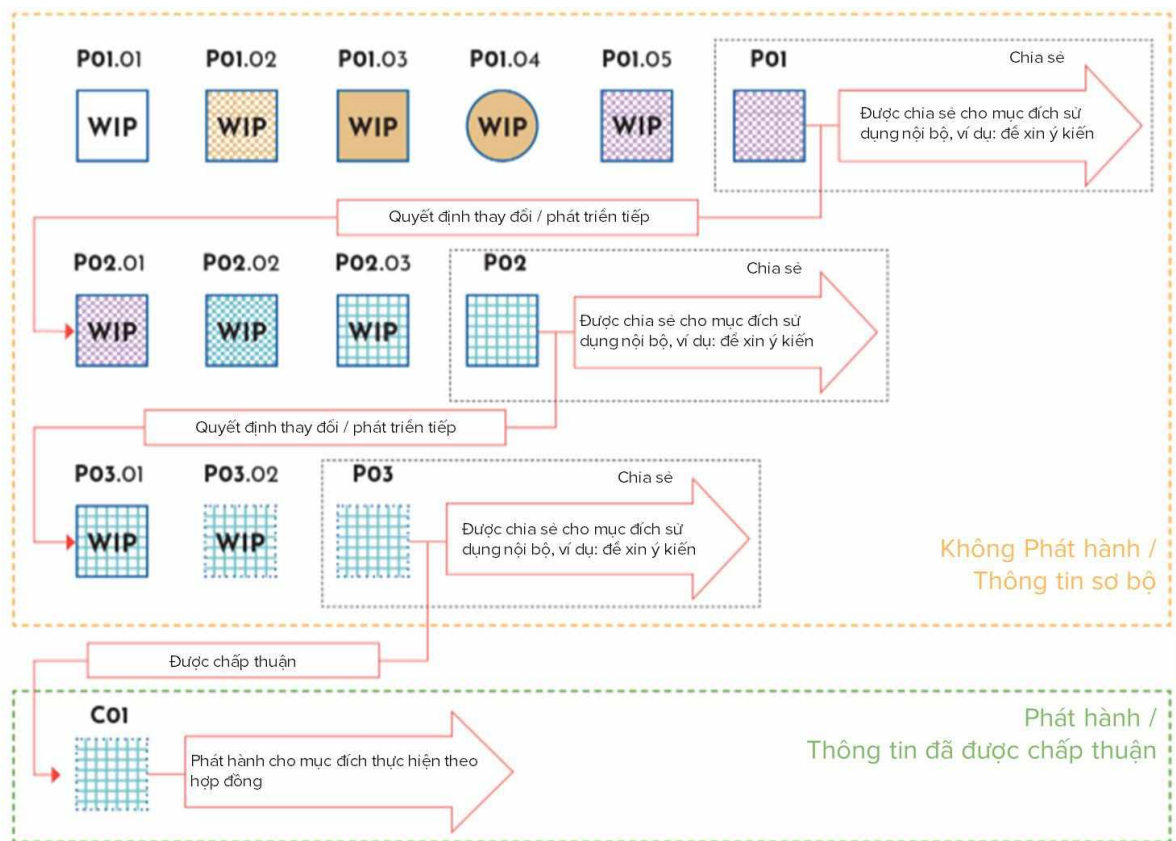 P01.01 P01.02 P01.03 P01.04 P01.05 P01 Chia sẻ
WIP WIP WIP WIP WIP
Được chia sẻ cho mục đích sử
dụng nội bộ, ví dụ: để xin ý kiến
Quyết định thay đổi / phát triển tiếp
P02.01 P02.02 P02.03 P02 Chia sẻ
WIP WIP WIP
Được chia sẻ cho mục đích sử
dụng nội bộ, ví dụ: để xin ý kiến
Quyết định thay đổi / phát triển tiếp
P03.01 P03.02 P03 Chia sẻ
WIP WIP
Được chia sẻ cho mục đích sử
dụng nội bộ, ví dụ: để xin ý kiến
Không Phát hành /
Thông tin sơ bộ
Được chấp thuận
C01
Phát hành cho mục đích thực hiện theo
hợp đồng
Phát hành /
Thông tin đã được chấp thuận